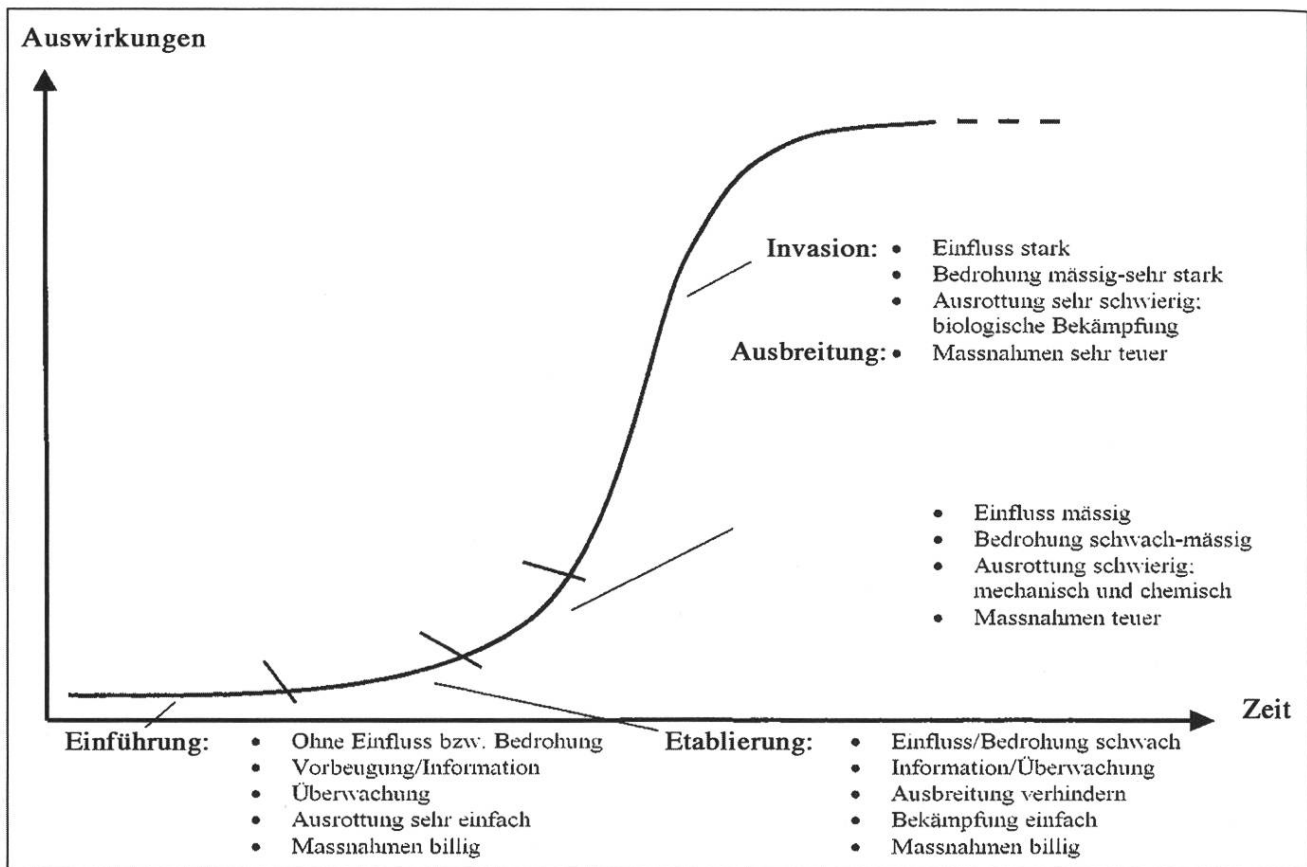 Auswirkungen
Invasion: • Einfluss stark
• Bedrohung mässig-sehr stark
• Ausrottung sehr schwierig:
biologische Bekämpfung
Ausbreitung: • Massnahmen sehr teuer
• Einfluss mässig
• Bedrohung schwach-mässig
• Ausrottung schwierig:
mechanisch und chemisch
• Massnahmen teuer
Zeit
Einführung: • Ohne Einfluss bzw. Bedrohung
• Vorbeugung/Information
• Überwachung
• Ausrottung sehr einfach
• Massnahmen billig
Etablierung: • Einfluss/Bedrohung schwach
• Information/Überwachung
• Ausbreitung verhindern
• Bekämpfung einfach
• Massnahmen billig